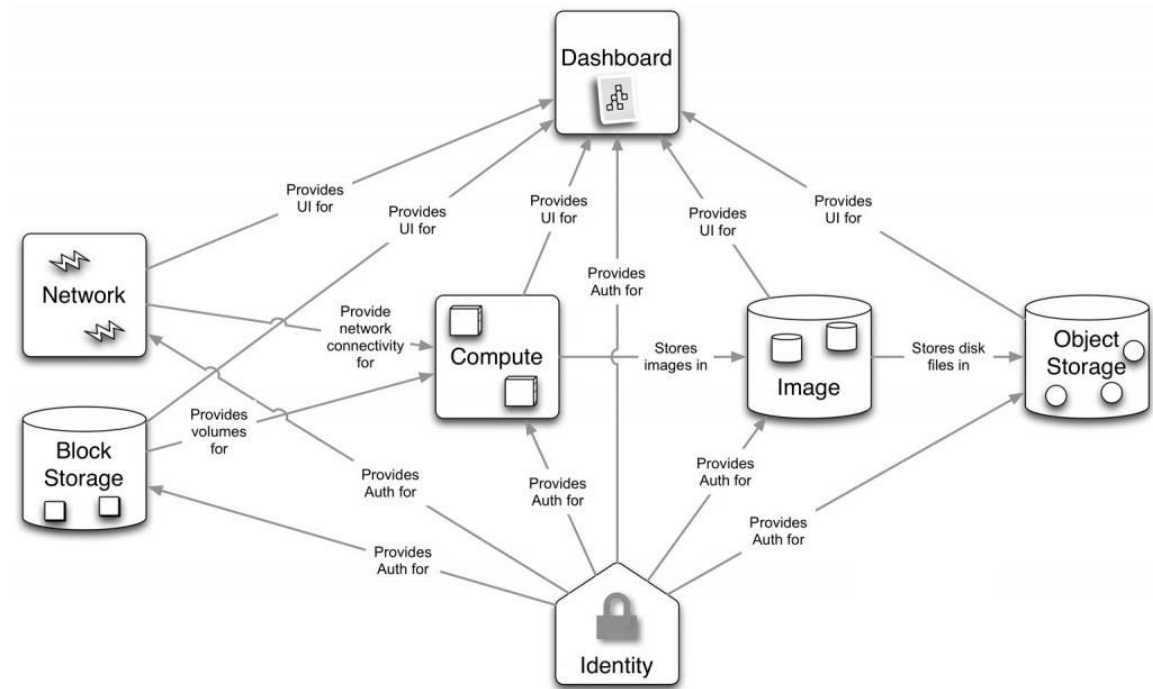 Dashboard
Provides
UI for
Provides
UI for
Provides
UI for
Provides
UI for
Provides
UI for
Network
Provides
Auth for
Provide
network
connectivity
for
Compute
Stores
images in
Image
Stores disk
files in
Object
Storage
Block
Storage
Provides
volumes
for
Provides
Auth for
Provides
Auth for
Provides
Auth for
Provides
Auth for
Provides
Auth for
Identity